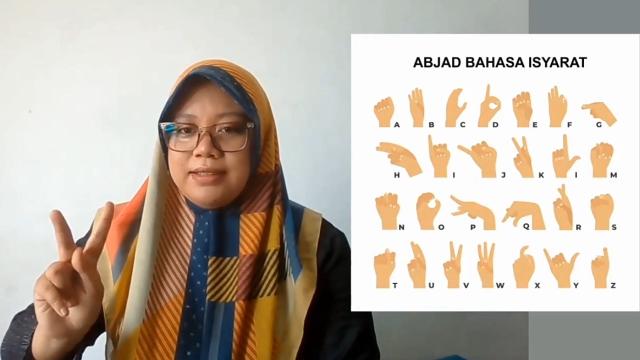 ABJAD BAHASA ISYARAT
A B C D E F G
H I J K L M
N O P Q R S
T U V W X Y Z